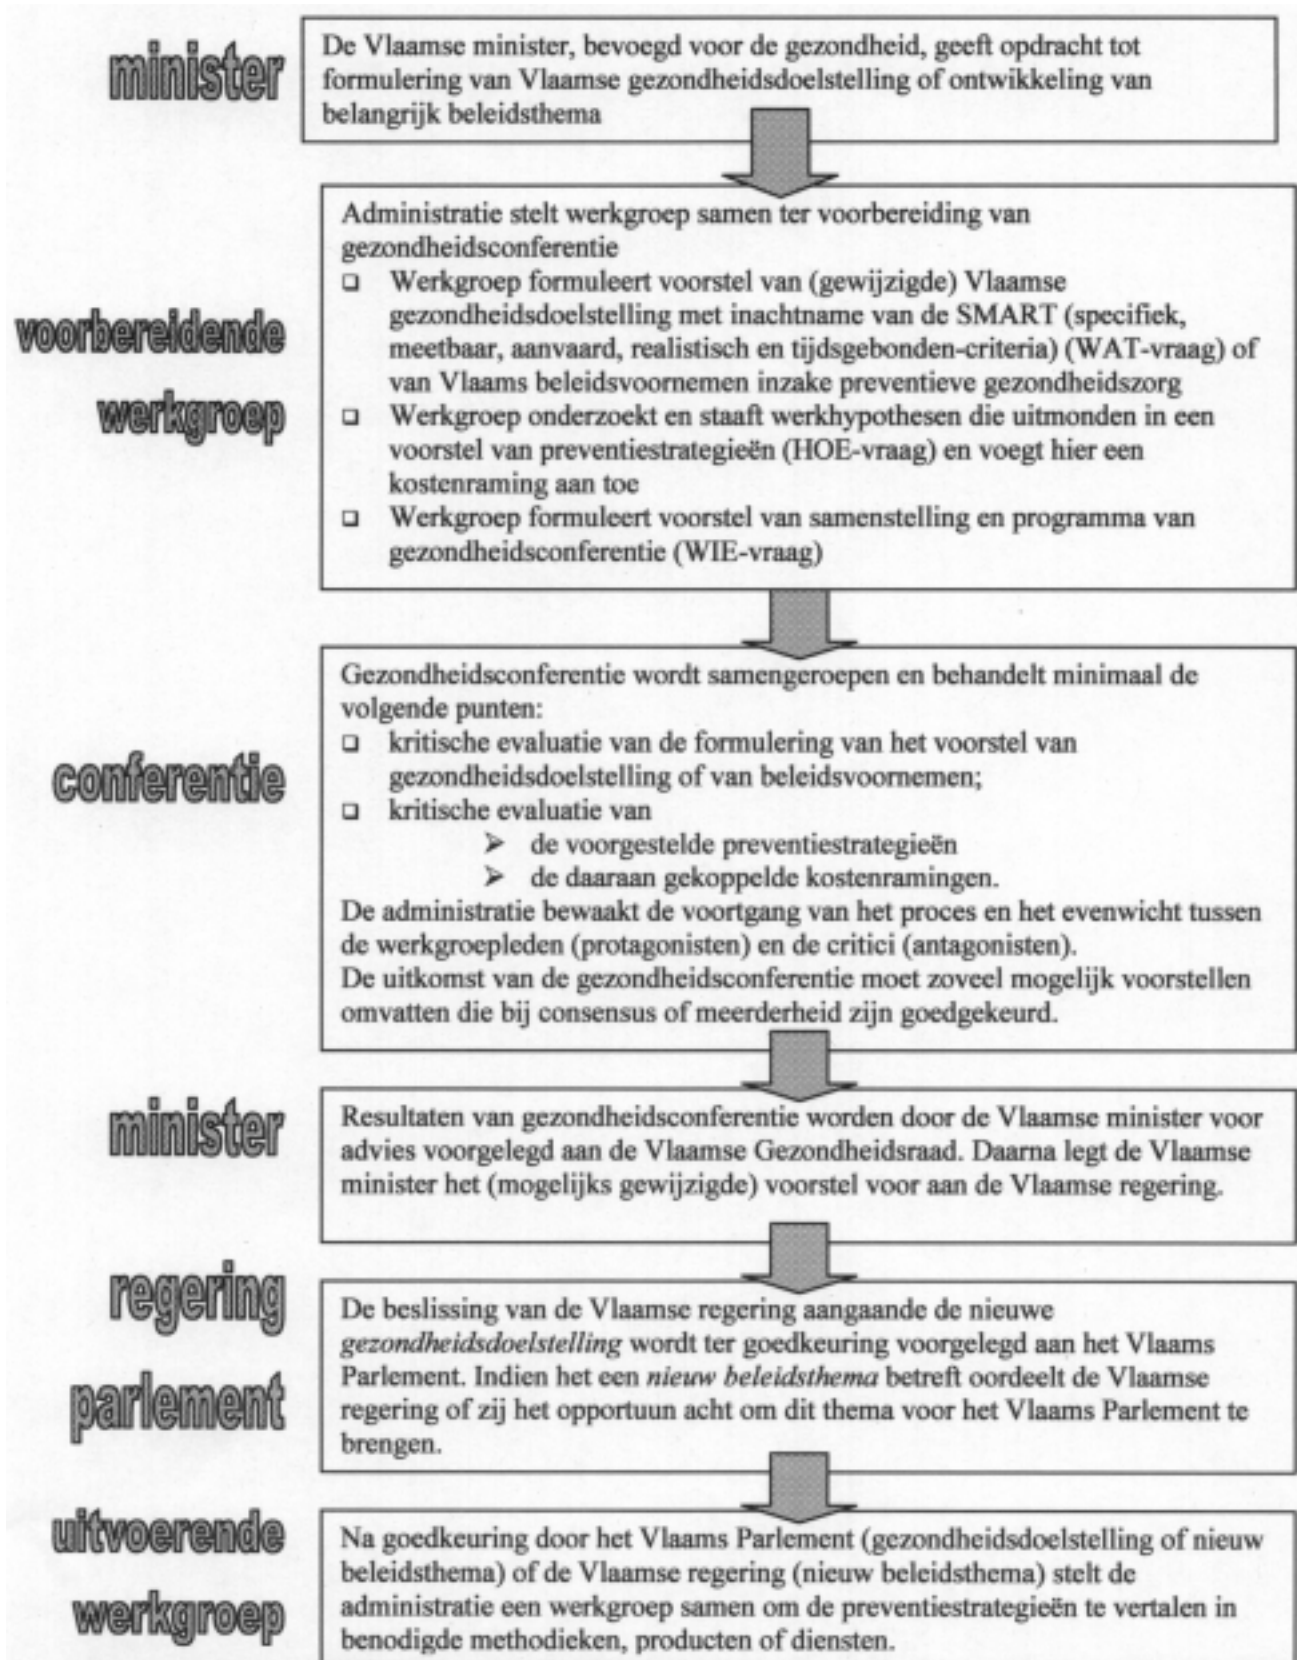 minister
De Vlaamse minister, bevoegd voor de gezondheid, geeft opdracht tot
formulering van Vlaamse gezondheidsdoelstelling of ontwikkeling van
belangrijk beleidsthema
voorbereidende
werkgroep
Administratie stelt werkgroep samen ter voorbereiding van
gezondheidsconferentie
❑ Werkgroep formuleert voorstel van (gewijzigde) Vlaamse
gezondheidsdoelstelling met inachtname van de SMART (specifiek,
meetbaar, aanvaard, realistisch en tijdsgebonden-criteria) (WAT-vraag) of
van Vlaams beleidsvoornemen inzake preventieve gezondheidszorg
❑ Werkgroep onderzoekt en staaft werkhypothesen die uitmonden in een
voorstel van preventiestrategieën (HOE-vraag) en voegt hier een
kostenraming aan toe
❑ Werkgroep formuleert voorstel van samenstelling en programma van
gezondheidsconferentie (WIE-vraag)
conferentie
Gezondheidsconferentie wordt samengeroepen en behandelt minimaal de
volgende punten:
❑ kritische evaluatie van de formulering van het voorstel van
gezondheidsdoelstelling of van beleidsvoornemen;
❑ kritische evaluatie van
➢ de voorgestelde preventiestrategieën
➢ de daaraan gekoppelde kostenramingen.
De administratie bewaakt de voortgang van het proces en het evenwicht tussen
de werkgroepleden (protagonisten) en de critici (antagonisten).
De uitkomst van de gezondheidsconferentie moet zoveel mogelijk voorstellen
omvatten die bij consensus of meerderheid zijn goedgekeurd.
minister
Resultaten van gezondheidsconferentie worden door de Vlaamse minister voor
advies voorgelegd aan de Vlaamse Gezondheidsraad. Daarna legt de Vlaamse
minister het (mogelijks gewijzigde) voorstel voor aan de Vlaamse regering.
regering
parlement
De beslissing van de Vlaamse regering aangaande de nieuwe
gezondheidsdoelstelling wordt ter goedkeuring voorgelegd aan het Vlaams
Parlement. Indien het een nieuw beleidsthema betreft oordeelt de Vlaamse
regering of zij het opportuun acht om dit thema voor het Vlaams Parlement te
brengen.
uitvoerende
werkgroep
Na goedkeuring door het Vlaams Parlement (gezondheidsdoelstelling of nieuw
beleidsthema) of de Vlaamse regering (nieuw beleidsthema) stelt de
administratie een werkgroep samen om de preventiestrategieën te vertalen in
benodigde methodieken, producten of diensten.